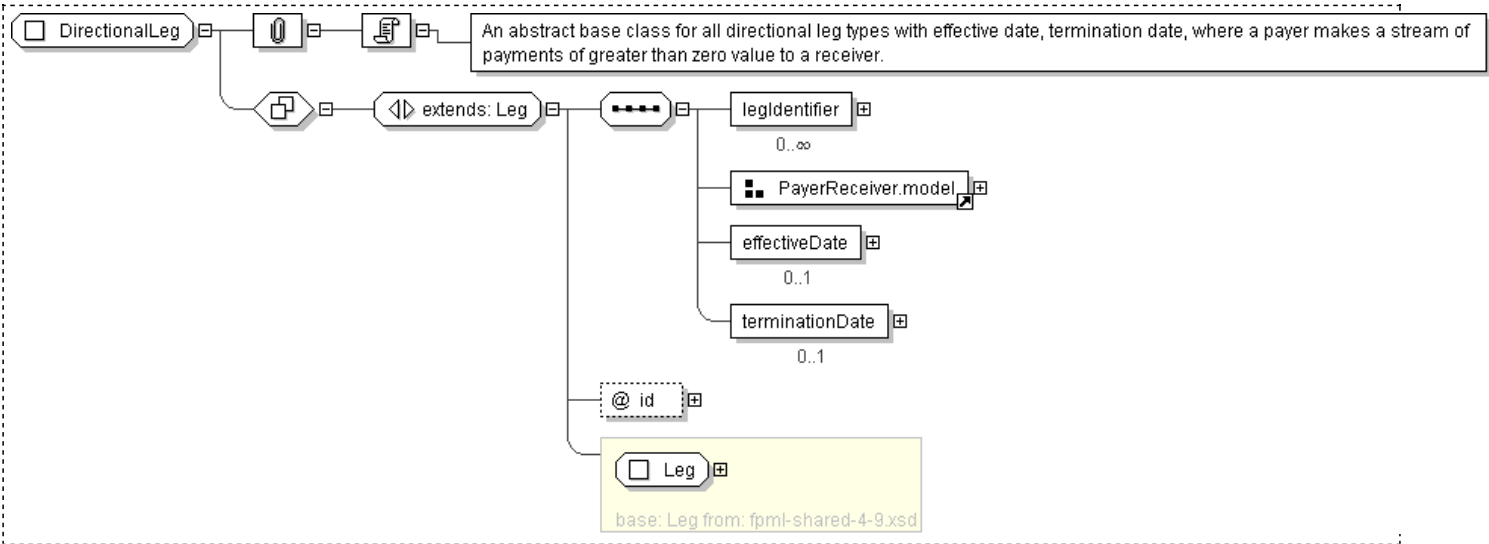 DirectionalLeg
An abstract base class for all directional leg types with effective date, termination date, where a payer makes a stream of
payments of greater than zero value to a receiver.
extends: Leg
legIdentifier
0..∞
PayerReceiver.model
effectiveDate
0..1
terminationDate
0..1
@ id
Leg
base: Leg from: fpml-shared-4-9.xsd